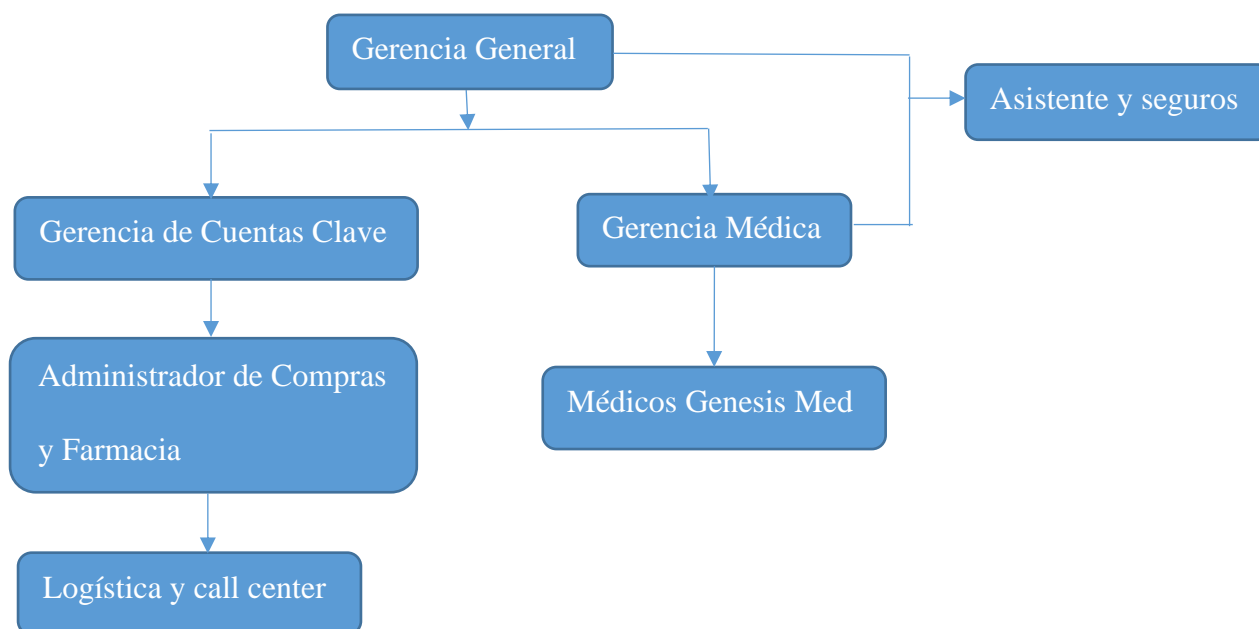 Gerencia General
Asistente y seguros
Gerencia de Cuentas Clave
Gerencia Médica
Administrador de Compras
y Farmacia
Médicos Genesis Med
Logística y call center